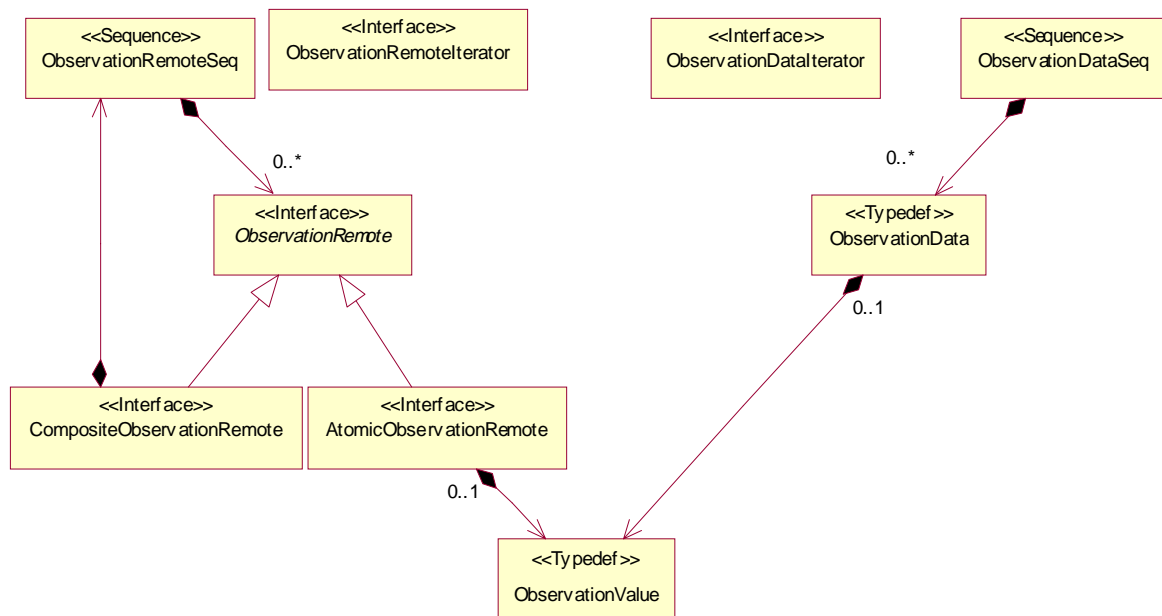 <<Sequence>>
ObservationRemoteSeq
<<Interface>>
ObservationRemoteIterator
<<Interface>>
ObservationDataIterator
<<Sequence>>
ObservationDataSeq
0..*
0..*
<<Interface>>
ObservationRemote
<<Typedef>>
ObservationData
0..1
<<Interface>>
CompositeObservationRemote
<<Interface>>
AtomicObservationRemote
0..1
<<Typedef>>
ObservationValue